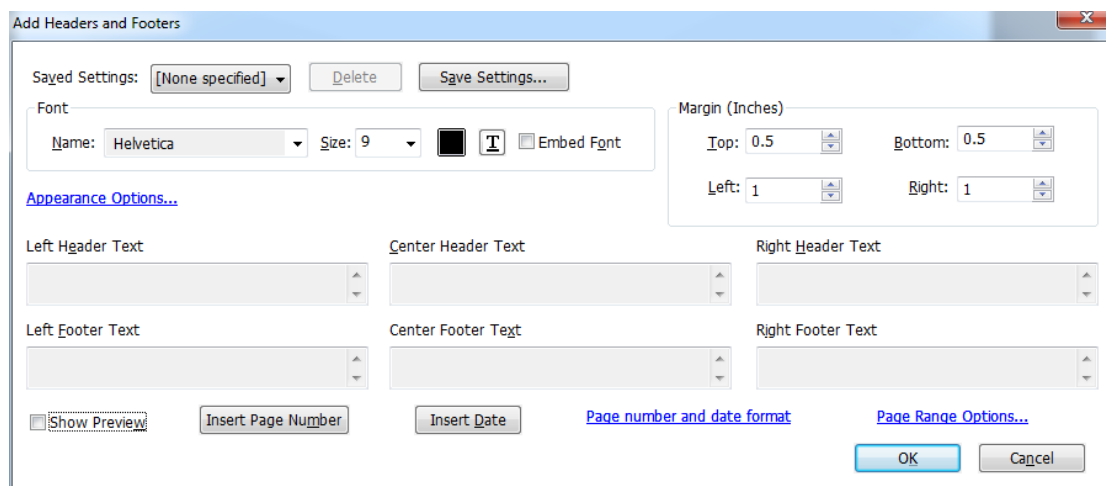 Add Headers and Footers
Saved Settings: [None specified] Delete Save Settings...
Font
Name: Helvetica Size: 9 T Embed Font
Margin (Inches)
Top: 0.5 Bottom: 0.5
Left: 1 Right: 1
Appearance Options...
Left Header Text Center Header Text Right Header Text
Left Footer Text Center Footer Text Right Footer Text
Show Preview Insert Page Number Insert Date Page number and date format Page Range Options...
OK Cancel